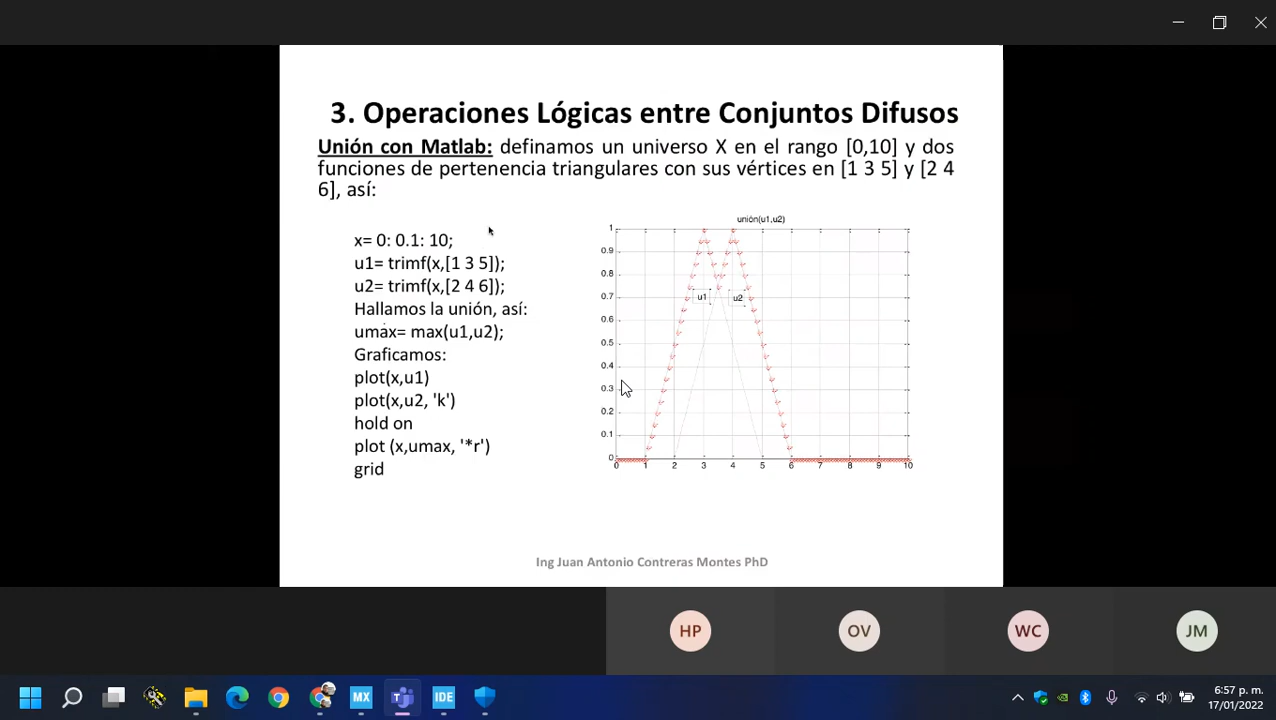 3. Operaciones Lógicas entre Conjuntos Difusos
Unión con Matlab: definamos un universo X en el rango [0,10] y dos
funciones de pertenencia triangulares con sus vértices en [1 3 5] y [2 4
6], así:
x= 0: 0.1: 10;
u1= trimf(x,[1 3 5]);
u2= trimf(x,[2 4 6]);
Hallamos la unión, así:
umax= max(u1,u2);
Graficamos:
plot(x,u1)
plot(x,u2, 'k')
hold on
plot (x,umax, '*r')
grid
unión(u1,u2)
1
0.9
0.8
0.7
0.6
0.5
0.4
0.3
0.2
0.1
0
u1 u2
0 1 2 3 4 5 6 7 8 9 10
Ing Juan Antonio Contreras Montes PhD
HP OV WC JM
MX IDE
6:57 p. m.
17/01/2022